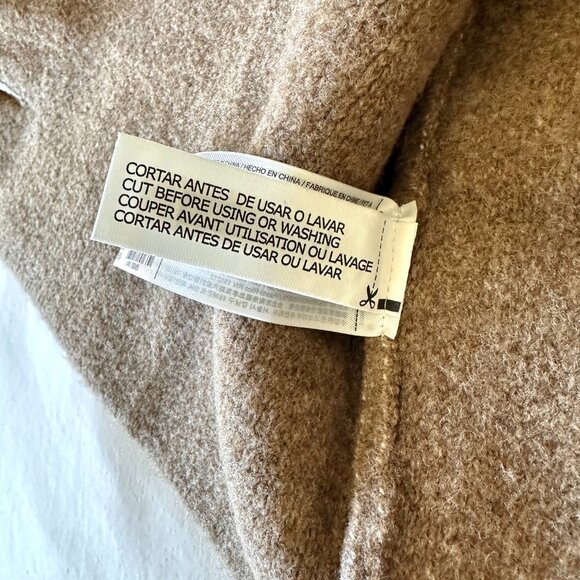 CHINA / HECHO EN CHINA / FABRIQUE EN CHINE
CORTAR ANTES DE USAR O LAVAR
CUT BEFORE USING OR WASHING
COUPER AVANT UTILISATION OU LAVAGE
CORTAR ANTES DE USAR OU LAVAR